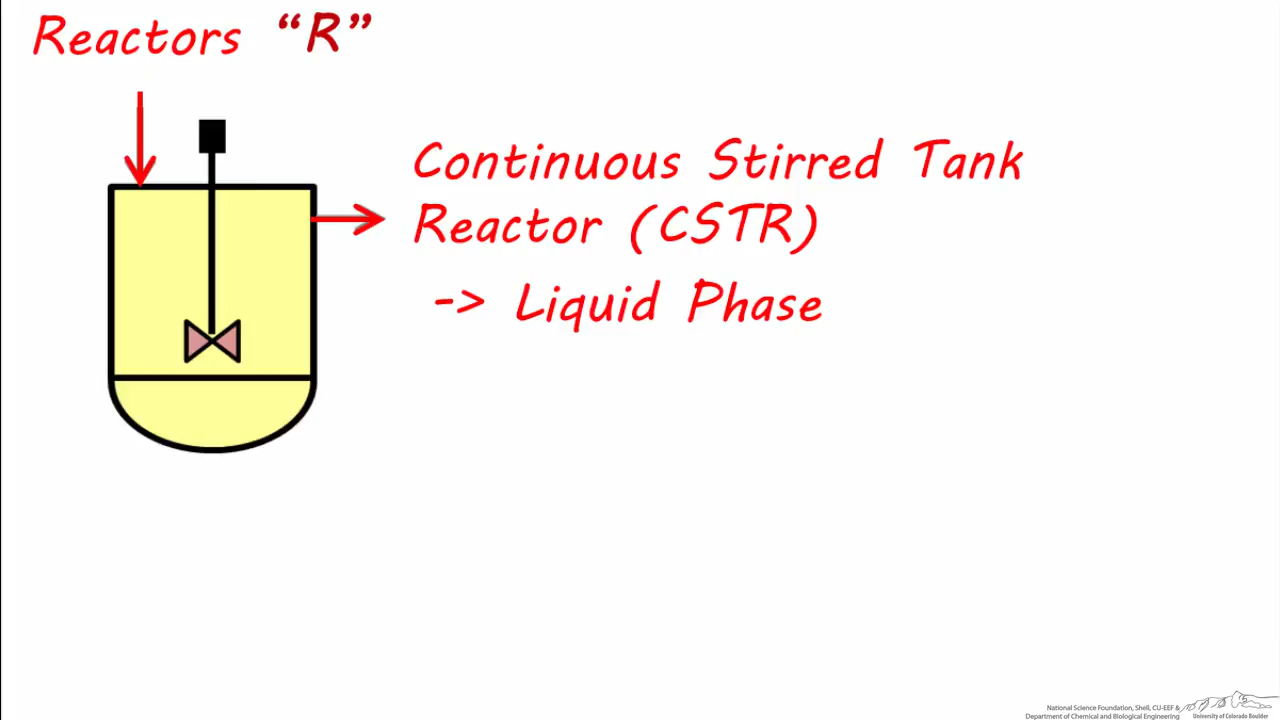 Reactors “R”
Continuous Stirred Tank
Reactor (CSTR)
-> Liquid Phase
National Science Foundation, Shell, CU-EEF &
Department of Chemical and Biological Engineering
University of Colorado Boulder